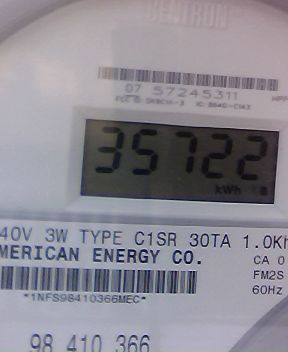 CENTRON
07 57245311
35722
kWh
40V 3W TYPE C1SR 30TA 1.0Kh
MERICAN ENERGY CO.
CA 0
FM2S
60Hz
*1NFS98410366MEC*
98 410 366